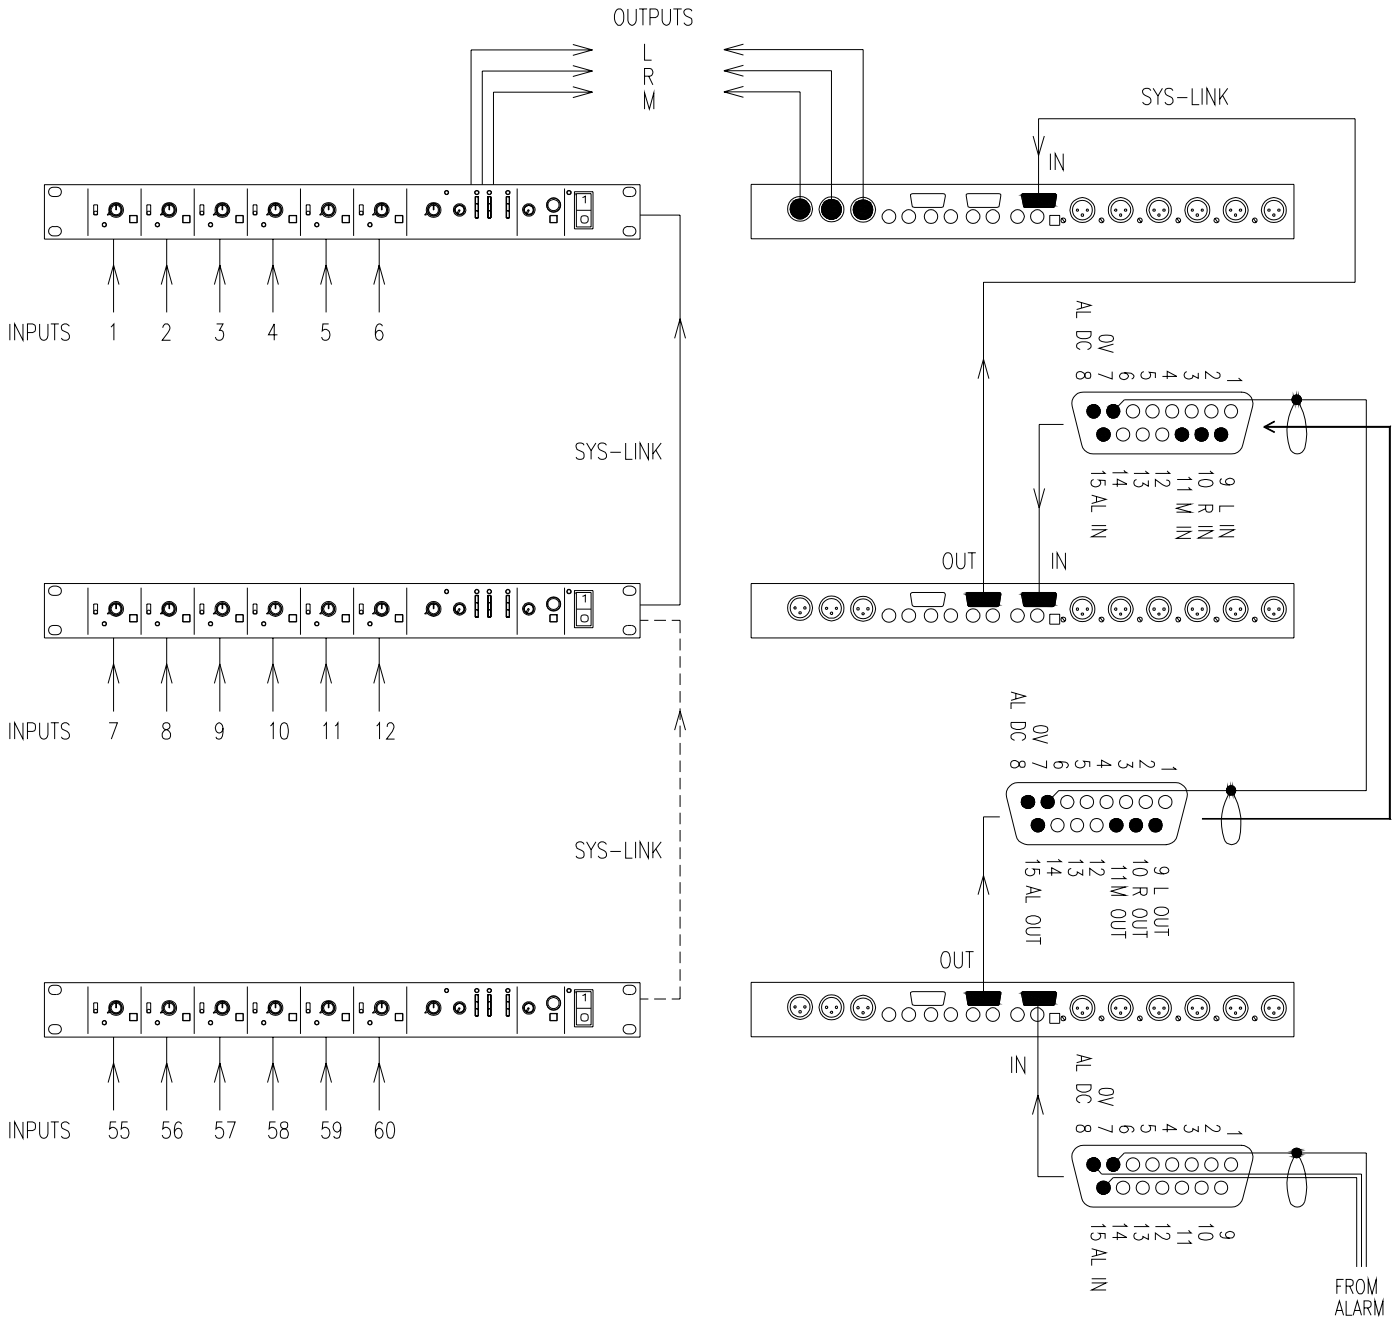 OUTPUTS
L
R
M
SYS-LINK
IN
1
O
INPUTS 1 2 3 4 5 6
AL DC
0V
8 7 6 5 4 3 2 1
SYS-LINK
15 AL IN
14
13
12
11 M IN
10 R IN
9 L IN
OUT
IN
1
O
INPUTS 7 8 9 10 11 12
AL DC
0V
8 7 6 5 4 3 2 1
SYS-LINK
15 AL OUT
14
13
12
11M OUT
10 R OUT
9 L OUT
OUT
1
O
IN
INPUTS 55 56 57 58 59 60
AL DC
0V
8 7 6 5 4 3 2 1
15 AL IN
14
13
12
11
10
9
FROM
ALARM